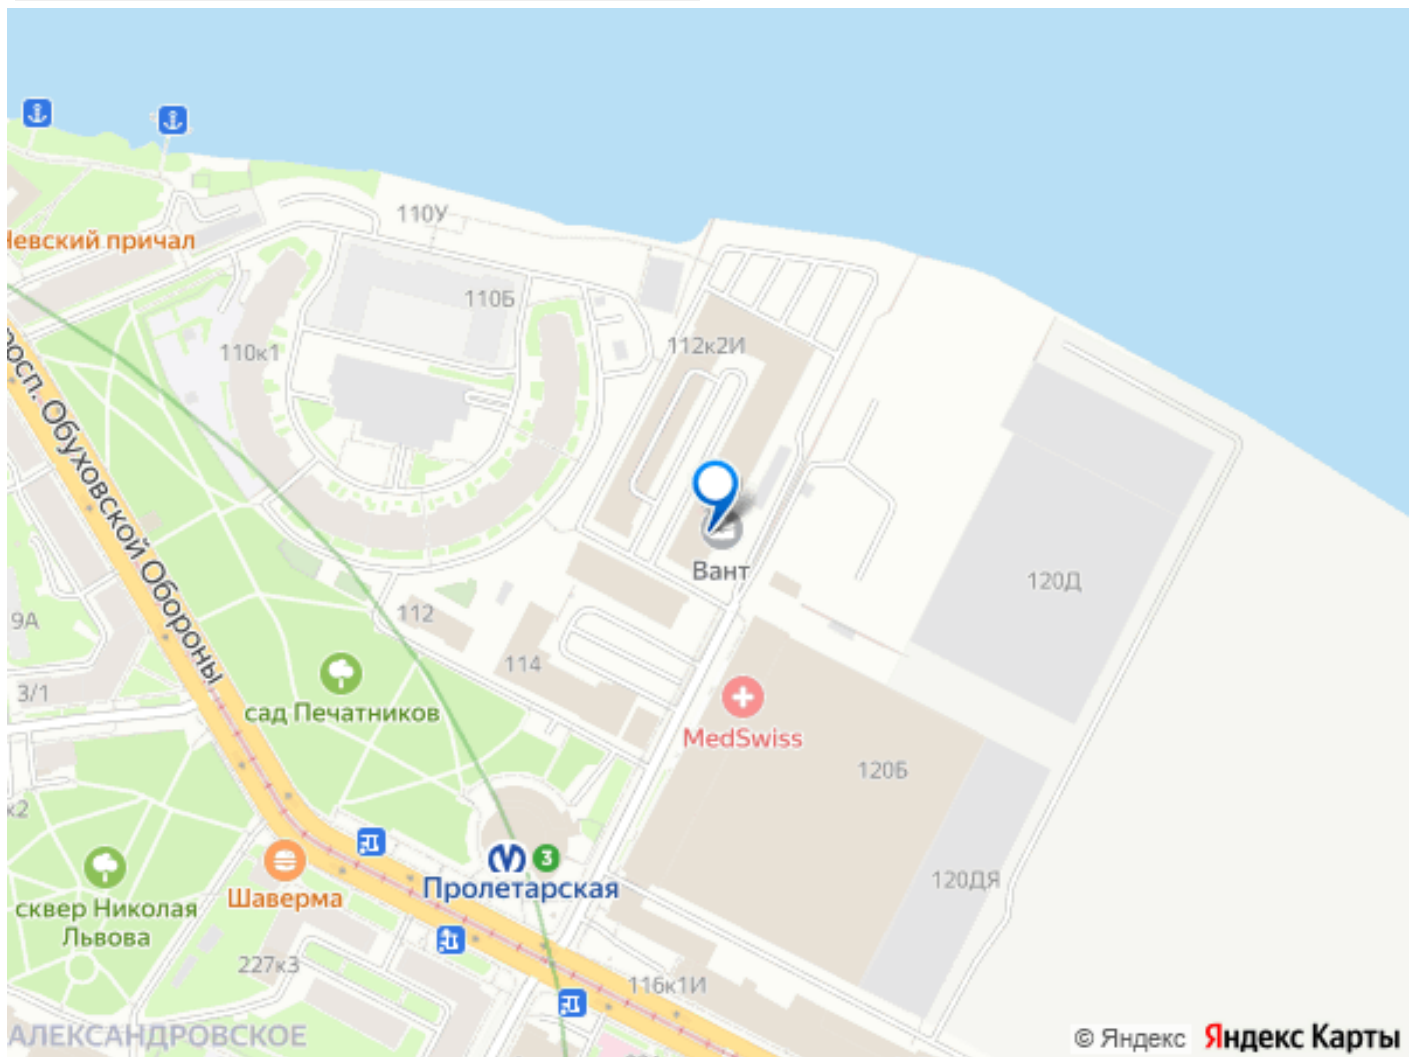 110У
Невский причал
110Б
112к2И
110к1
просп. Обуховской Обороны
Вант
120Д
112
9А
114
3/1
сад Печатников
MedSwiss
120Б
к2
3
Пролетарская
Шаверма
120ДЯ
сквер Николая
Львова
227к3
116к1И
АЛЕКСАНДРОВСКОЕ
© Яндекс Яндекс Карты